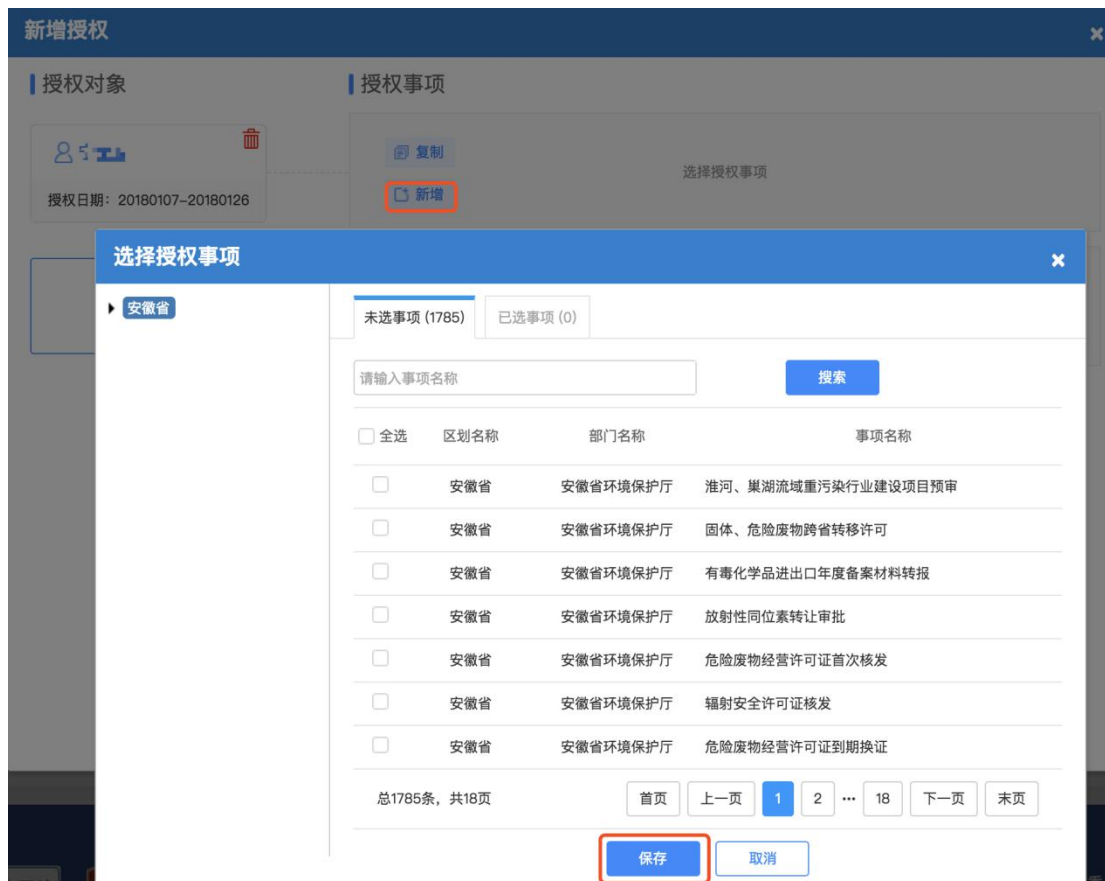 新增授权
授权对象
授权事项
复制
新增
选择授权事项
授权日期：20180107-20180126
选择授权事项
安徽省
未选事项 (1785)
已选事项 (0)
请输入事项名称
搜索
全选 区划名称 部门名称 事项名称
安徽省 安徽省环境保护厅 淮河、巢湖流域重污染行业建设项目预审
安徽省 安徽省环境保护厅 固体、危险废物跨省转移许可
安徽省 安徽省环境保护厅 有毒化学品进出口年度备案材料转报
安徽省 安徽省环境保护厅 放射性同位素转让审批
安徽省 安徽省环境保护厅 危险废物经营许可证首次核发
安徽省 安徽省环境保护厅 辐射安全许可证核发
安徽省 安徽省环境保护厅 危险废物经营许可证到期换证
总1785条，共18页 首页 上一页 1 2 ··· 18 下一页 末页
保存 取消